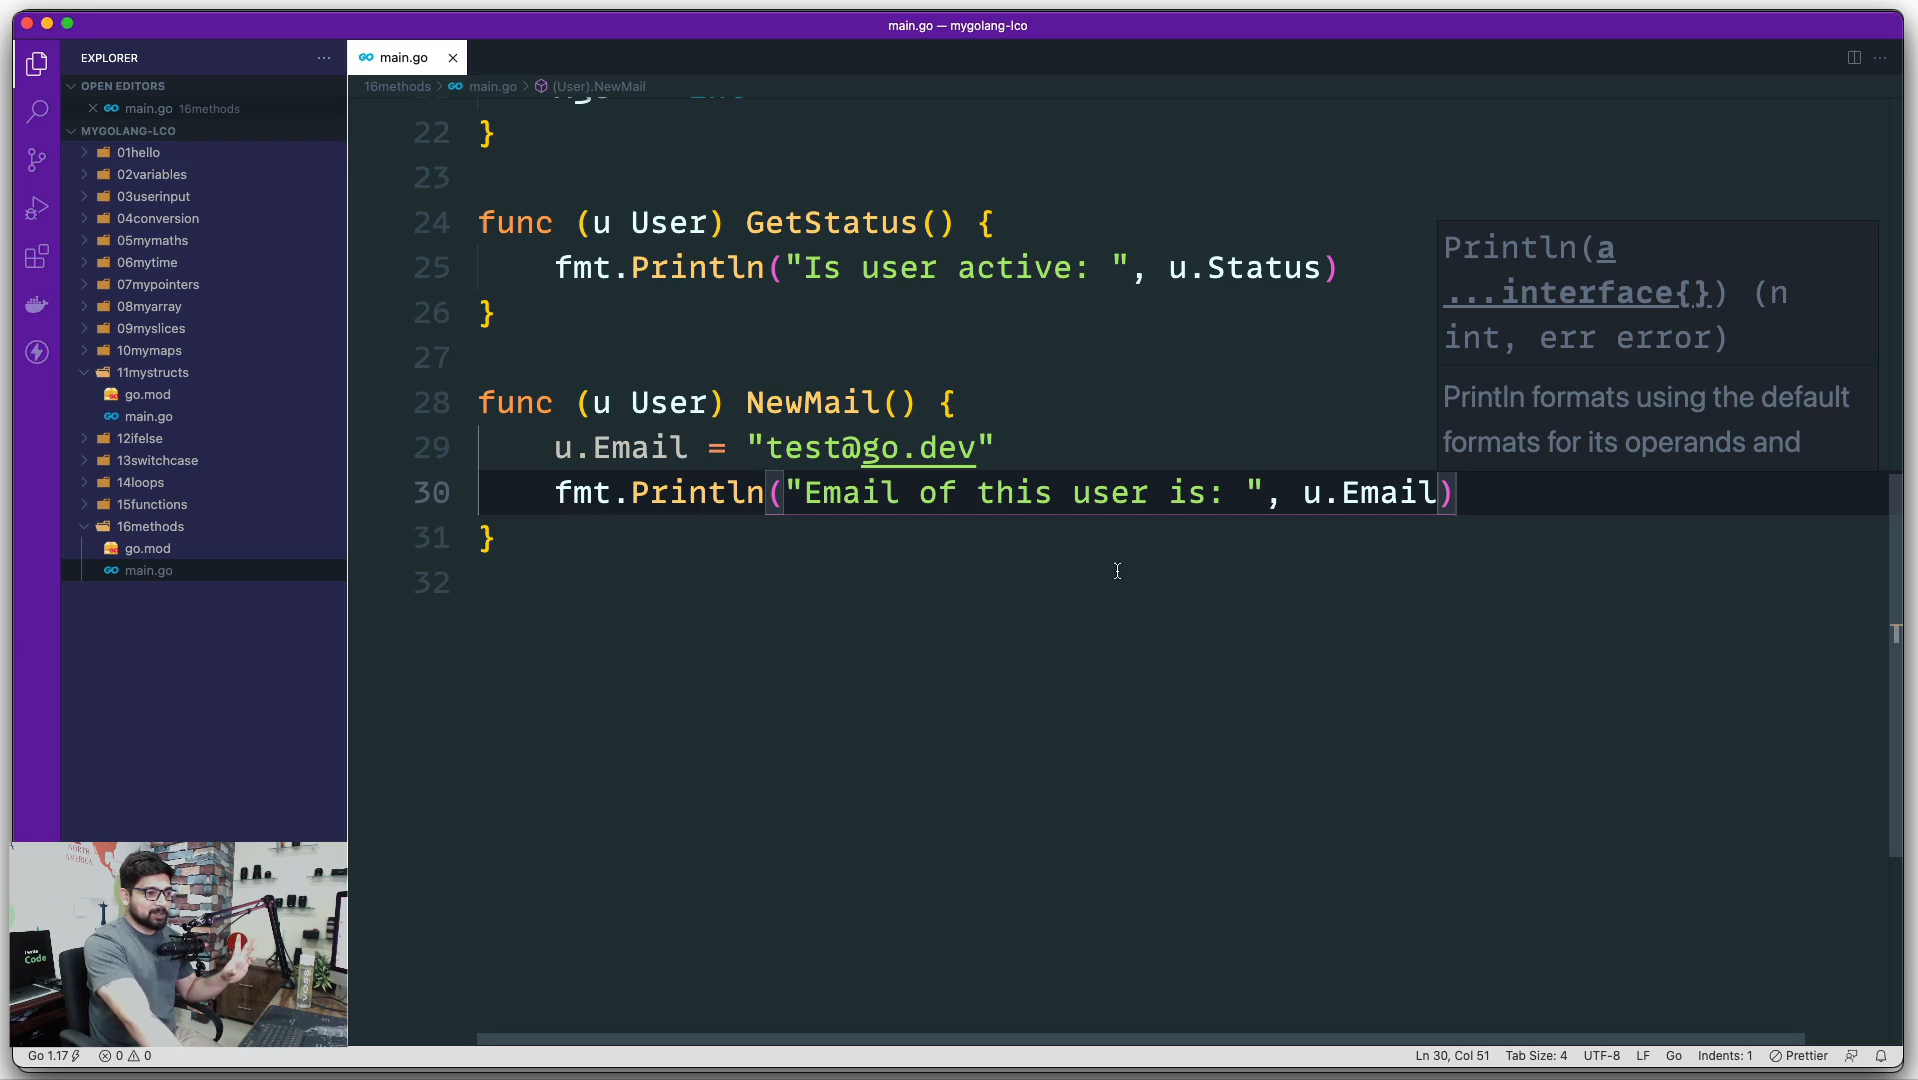 main.go — mygolang-lco
EXPLORER
OPEN EDITORS
main.go 16methods
MYGOLANG-LCO
01hello
02variables
03userinput
04conversion
05mymaths
06mytime
07mypointers
08myarray
09myslices
10mymaps
11mystructs
go.mod
main.go
12ifelse
13switchcase
14loops
15functions
16methods
go.mod
main.go
main.go
16methods > main.go > (User).NewMail
22 }
23
24 func (u User) GetStatus() {
25 fmt.Println("Is user active: ", u.Status)
26 }
27
28 func (u User) NewMail() {
29 u.Email = "test@go.dev"
30 fmt.Println("Email of this user is: ", u.Email)
31 }
32
Println(a
...interface{}) (n
int, err error)
Println formats using the default
formats for its operands and
NORTH
AMERICA
Code
VOSS
Go 1.17 0 0
Ln 30, Col 51 Tab Size: 4 UTF-8 LF Go Indents: 1 Prettier